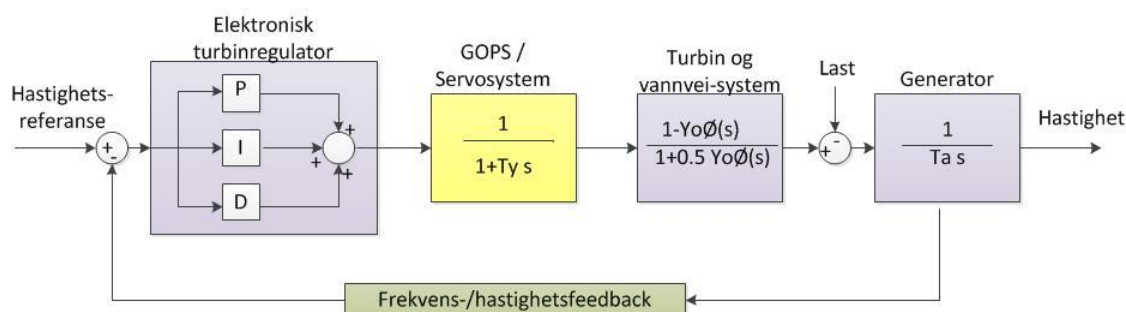 Elektronisk
turbinregulator
GOPS /
Servosystem
Turbin og
vannvei-system
Last
Generator
Hastighets-
referanse
Hastighet
P
I
D
+
+
+
+
-
1
1+Ty s
1-YoØ(s)
1+0.5 YoØ(s)
+
-
1
Ta s
Frekvens-/hastighetsfeedback